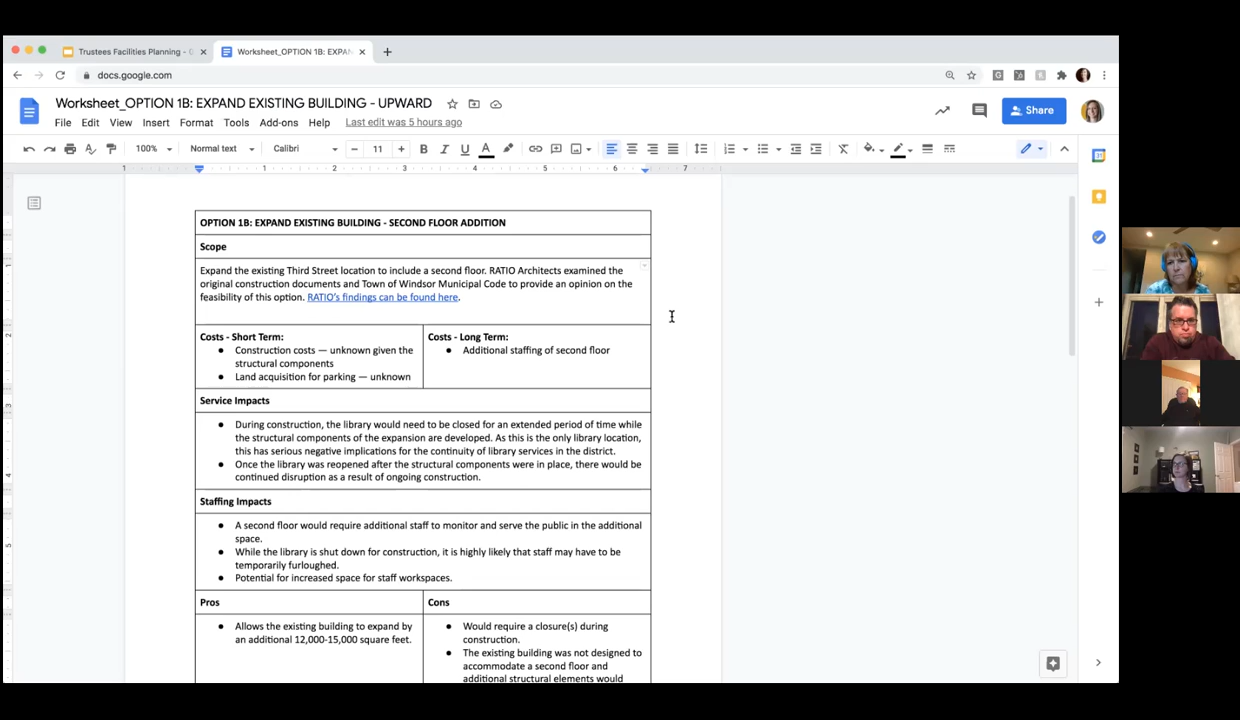 Trustees Facilities Planning -
Worksheet_OPTION 1B: EXPAN
docs.google.com
Worksheet_OPTION 1B: EXPAND EXISTING BUILDING - UPWARD
Share
File Edit View Insert Format Tools Add-ons Help Last edit was 5 hours ago
100% Normal text Calibri 11 B I U A
1 1 2 3 4 5 6 7
OPTION 1B: EXPAND EXISTING BUILDING - SECOND FLOOR ADDITION
Scope
Expand the existing Third Street location to include a second floor. RATIO Architects examined the
original construction documents and Town of Windsor Municipal Code to provide an opinion on the
feasibility of this option. RATIO's findings can be found here.
Costs - Short Term:
● Construction costs — unknown given the
structural components
● Land acquisition for parking — unknown
Costs - Long Term:
● Additional staffing of second floor
Service Impacts
● During construction, the library would need to be closed for an extended period of time while
the structural components of the expansion are developed. As this is the only library location,
this has serious negative implications for the continuity of library services in the district.
● Once the library was reopened after the structural components were in place, there would be
continued disruption as a result of ongoing construction.
Staffing Impacts
● A second floor would require additional staff to monitor and serve the public in the additional
space.
● While the library is shut down for construction, it is highly likely that staff may have to be
temporarily furloughed.
● Potential for increased space for staff workspaces.
Pros
● Allows the existing building to expand by
an additional 12,000-15,000 square feet.
Cons
● Would require a closure(s) during
construction.
● The existing building was not designed to
accommodate a second floor and
additional structural elements would